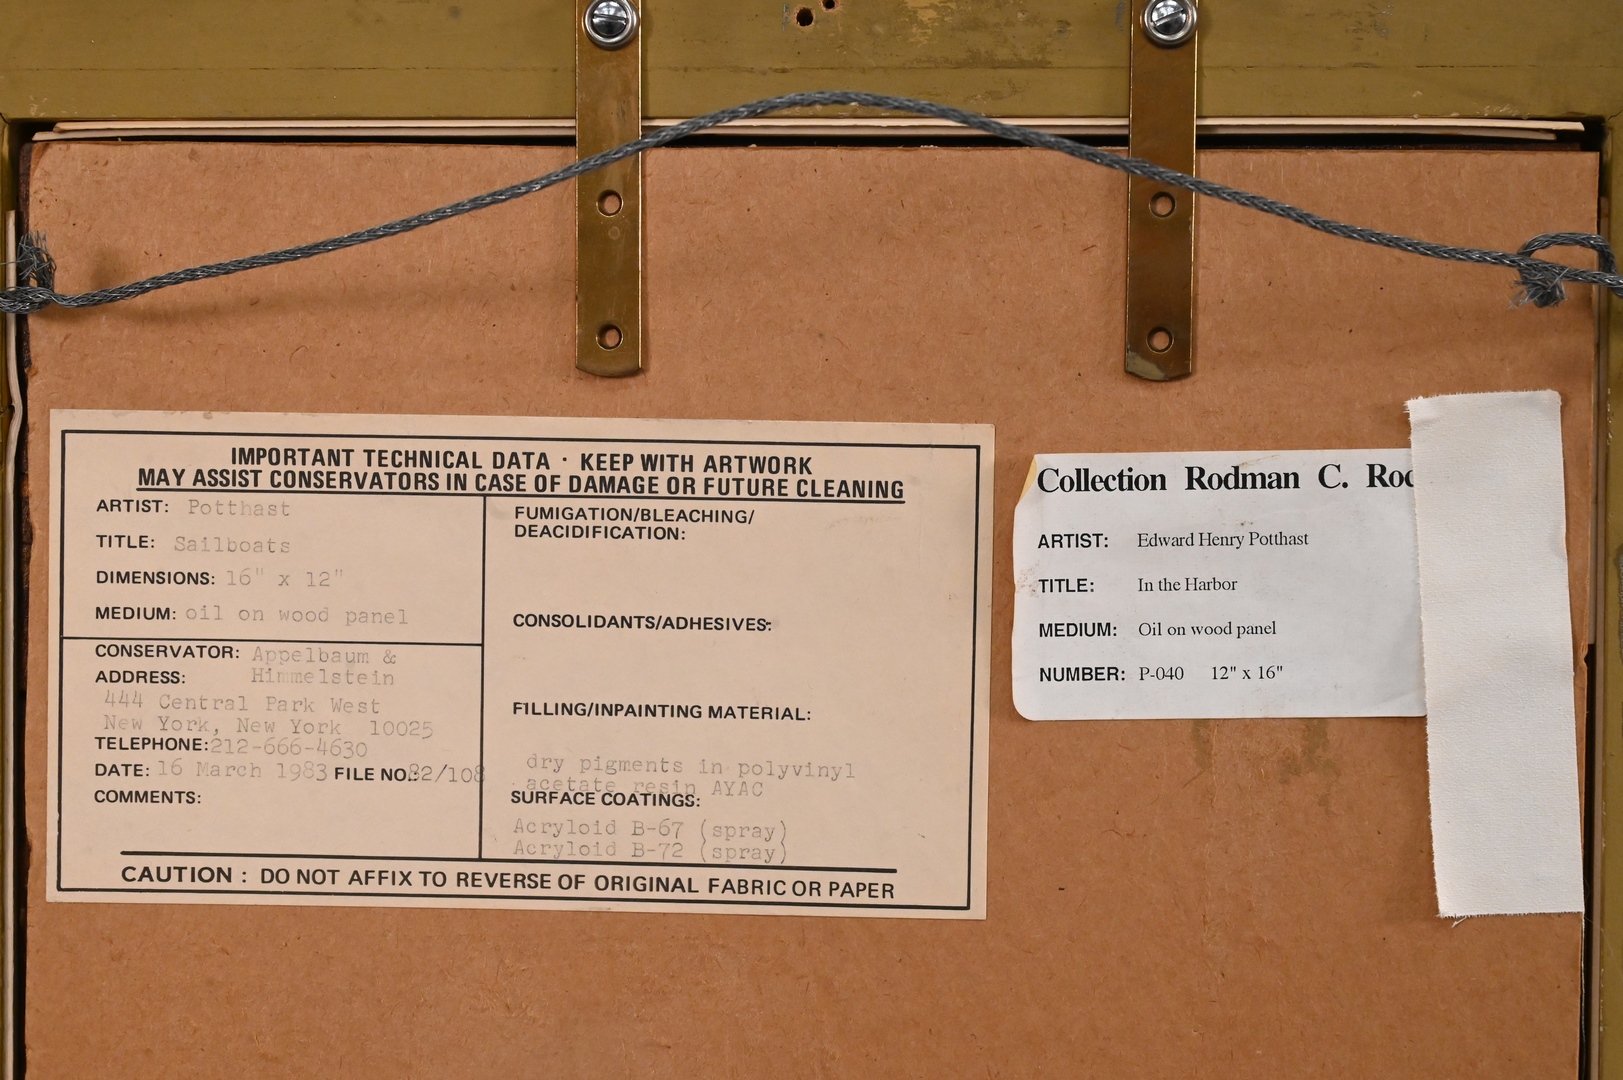 IMPORTANT TECHNICAL DATA · KEEP WITH ARTWORK
MAY ASSIST CONSERVATORS IN CASE OF DAMAGE OR FUTURE CLEANING
ARTIST: Potthast
TITLE: Sailboats
DIMENSIONS: 16" x 12"
MEDIUM: oil on wood panel
CONSERVATOR: Appelbaum &
ADDRESS: Himmelstein
444 Central Park West
New York, New York 10025
TELEPHONE: 212-666-4630
DATE: 16 March 1983 FILE NO.: 82/108
COMMENTS:
FUMIGATION/BLEACHING/
DEACIDIFICATION:
CONSOLIDANTS/ADHESIVES:
FILLING/INPAINTING MATERIAL:
dry pigments in polyvinyl
acetate resin AYAC
SURFACE COATINGS:
Acryloid B-67 (spray)
Acryloid B-72 (spray)
CAUTION : DO NOT AFFIX TO REVERSE OF ORIGINAL FABRIC OR PAPER
Collection Rodman C. Roc
ARTIST: Edward Henry Potthast
TITLE: In the Harbor
MEDIUM: Oil on wood panel
NUMBER: P-040 12" x 16"